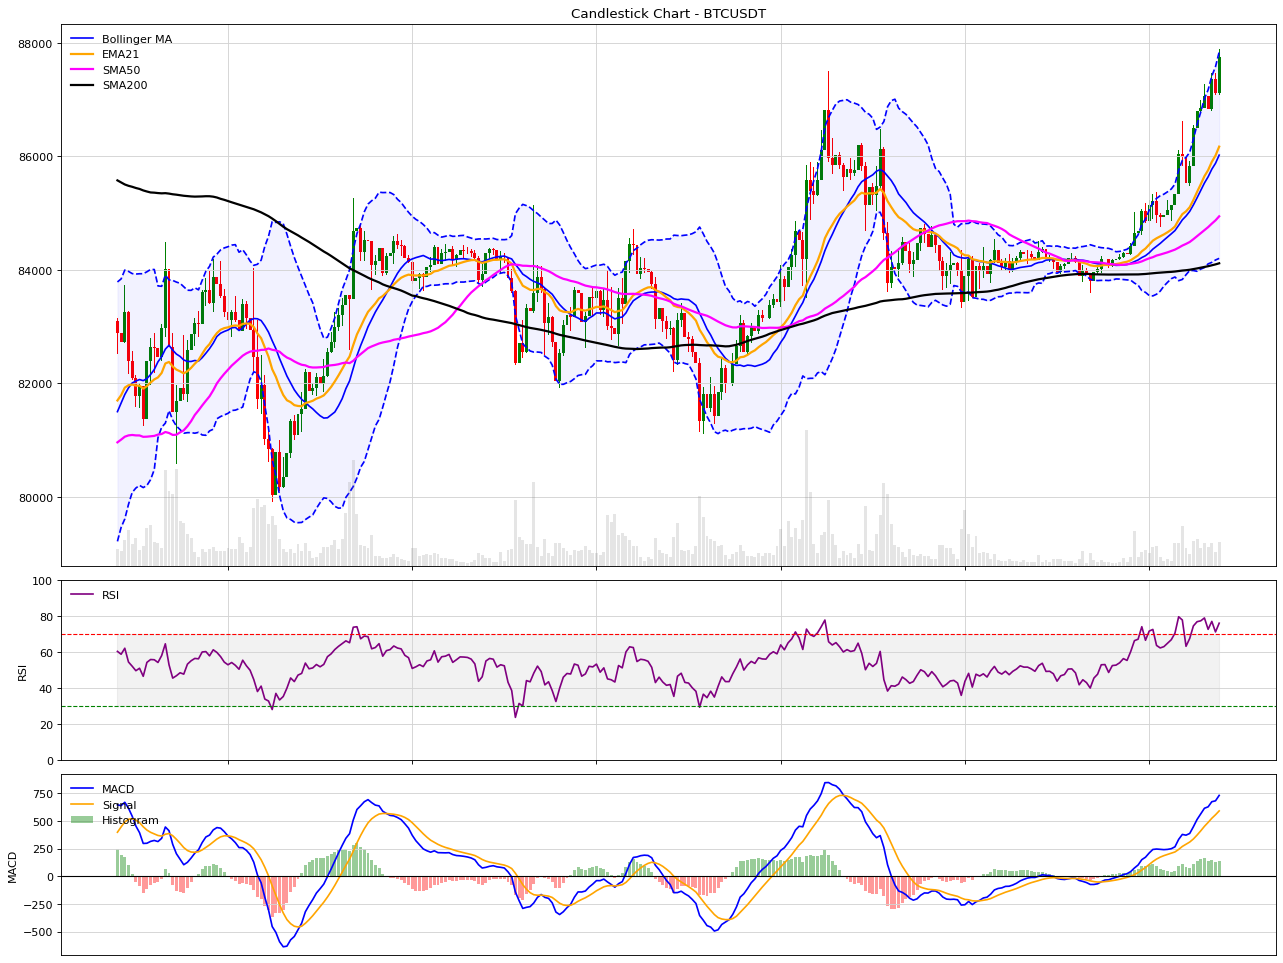 Candlestick Chart - BTCUSDT
88000
86000
84000
82000
80000
Bollinger MA
EMA21
SMA50
SMA200
100
80
60
40
20
0
RSI
RSI
750
500
250
0
−250
−500
MACD
MACD
Signal
Histogram